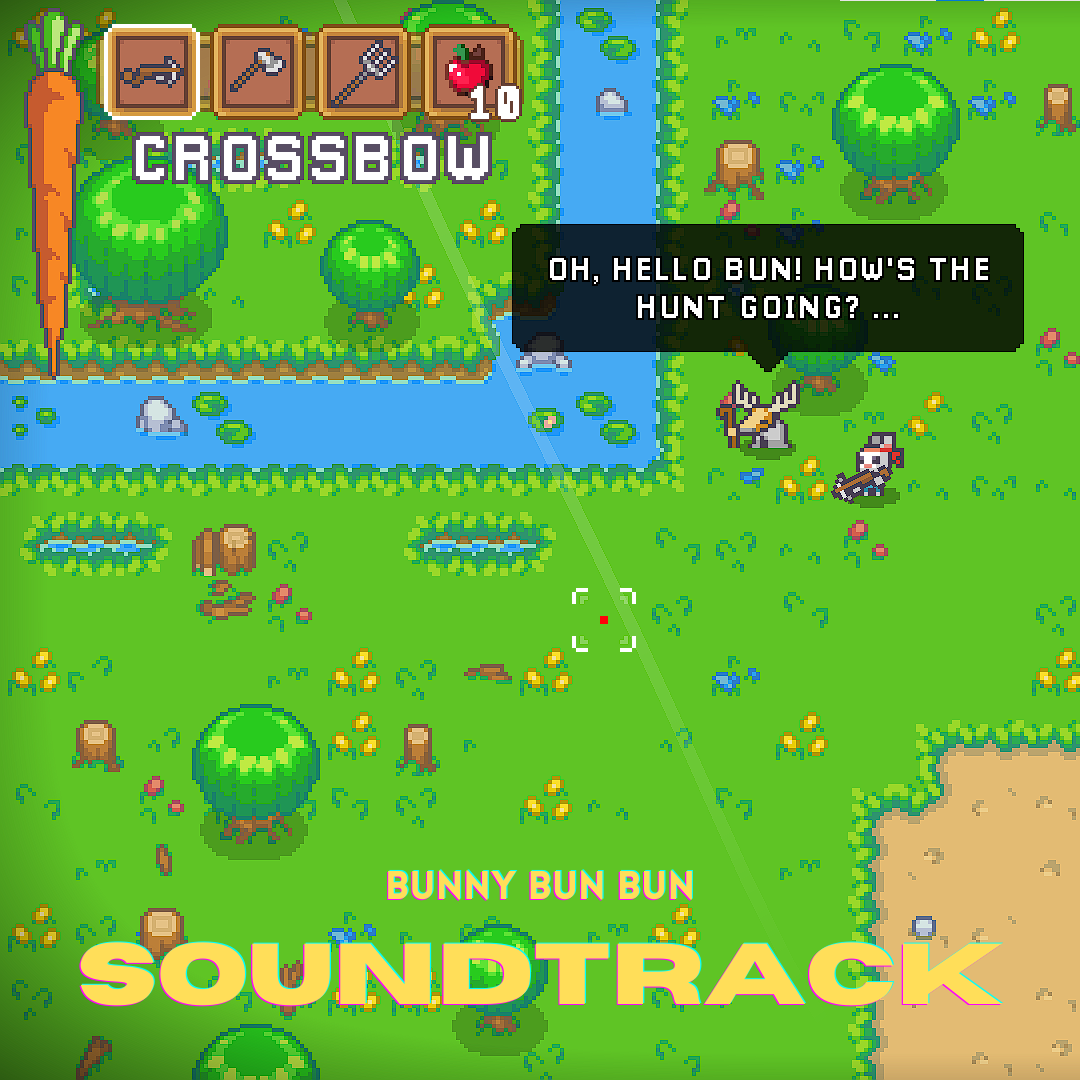 10
CROSSBOW
OH, HELLO BUN! HOW'S THE
HUNT GOING? ...
BUNNY BUN BUN
SOUNDTRACK